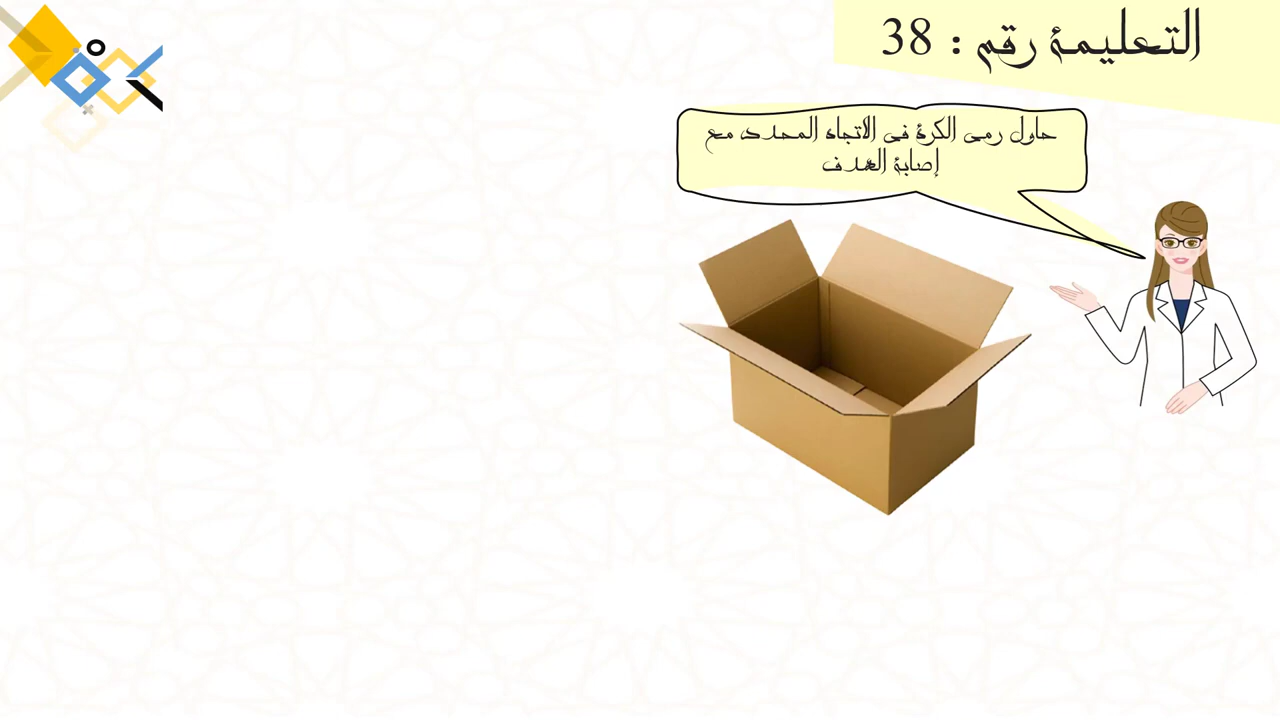 التعليمة رقم : 38
حاول رمي الكرة في الاتجاه المحدد مع
إصابة الهدف